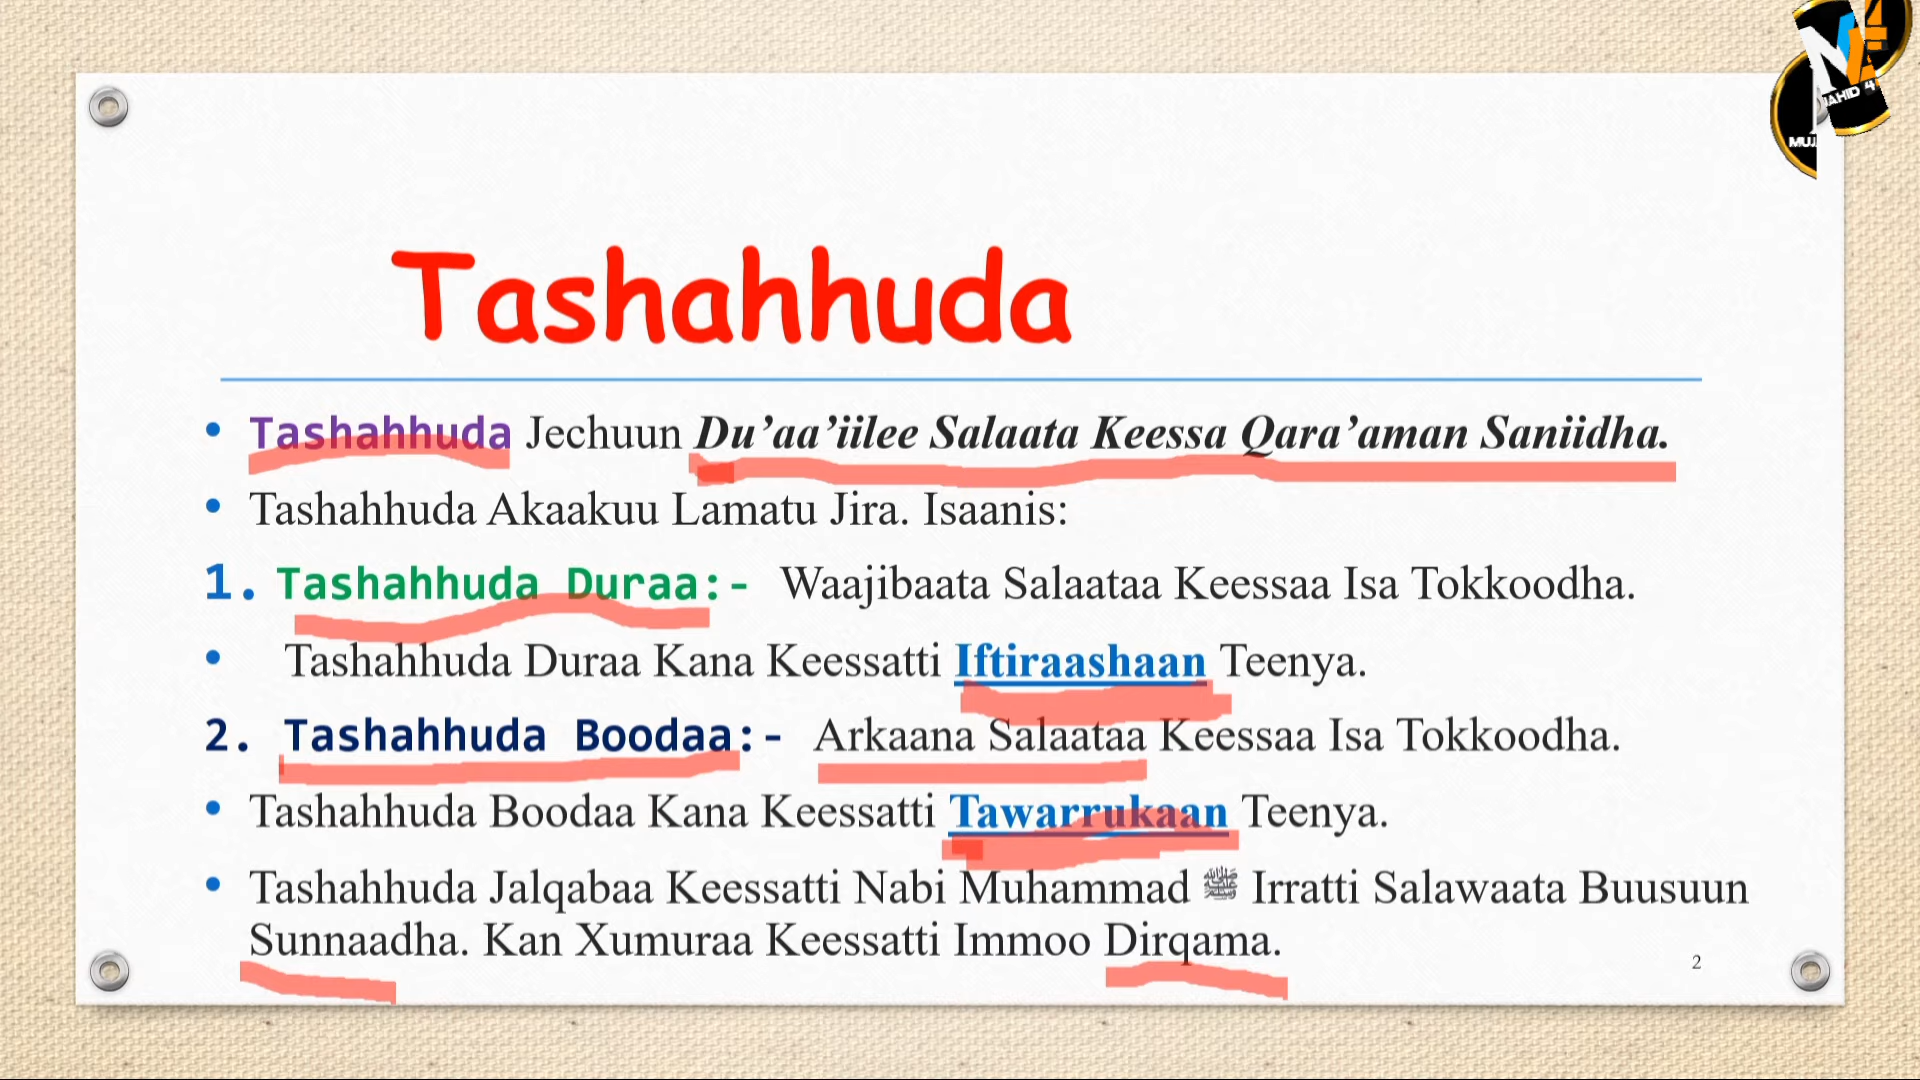 Tashahhuda
• Tashahhuda Jechuun Du’aa’iilee Salaata Keessa Qara’aman Saniidha.
• Tashahhuda Akaakuu Lamatu Jira. Isaanis:
1. Tashahhuda Duraa:- Waajibaata Salaataa Keessaa Isa Tokkoodha.
• Tashahhuda Duraa Kana Keessatti Iftiraashaan Teenya.
2. Tashahhuda Boodaa:- Arkaana Salaataa Keessaa Isa Tokkoodha.
• Tashahhuda Boodaa Kana Keessatti Tawarrukaan Teenya.
• Tashahhuda Jalqabaa Keessatti Nabi Muhammad ﷺ Irratti Salawaata Buusuun
Sunnaadha. Kan Xumuraa Keessatti Immoo Dirqama.
2